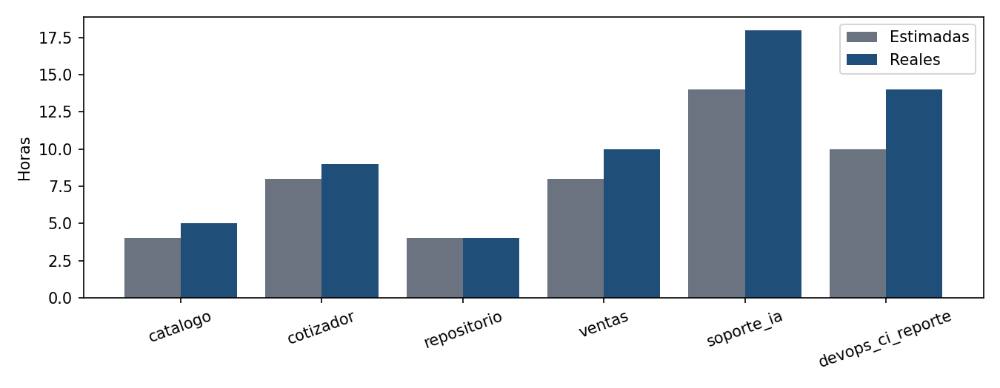 17.5
15.0
12.5
10.0
7.5
5.0
2.5
0.0
Horas
Estimadas
Reales
catalogo
cotizador
repositorio
ventas
soporte_ia
devops_ci_reporte